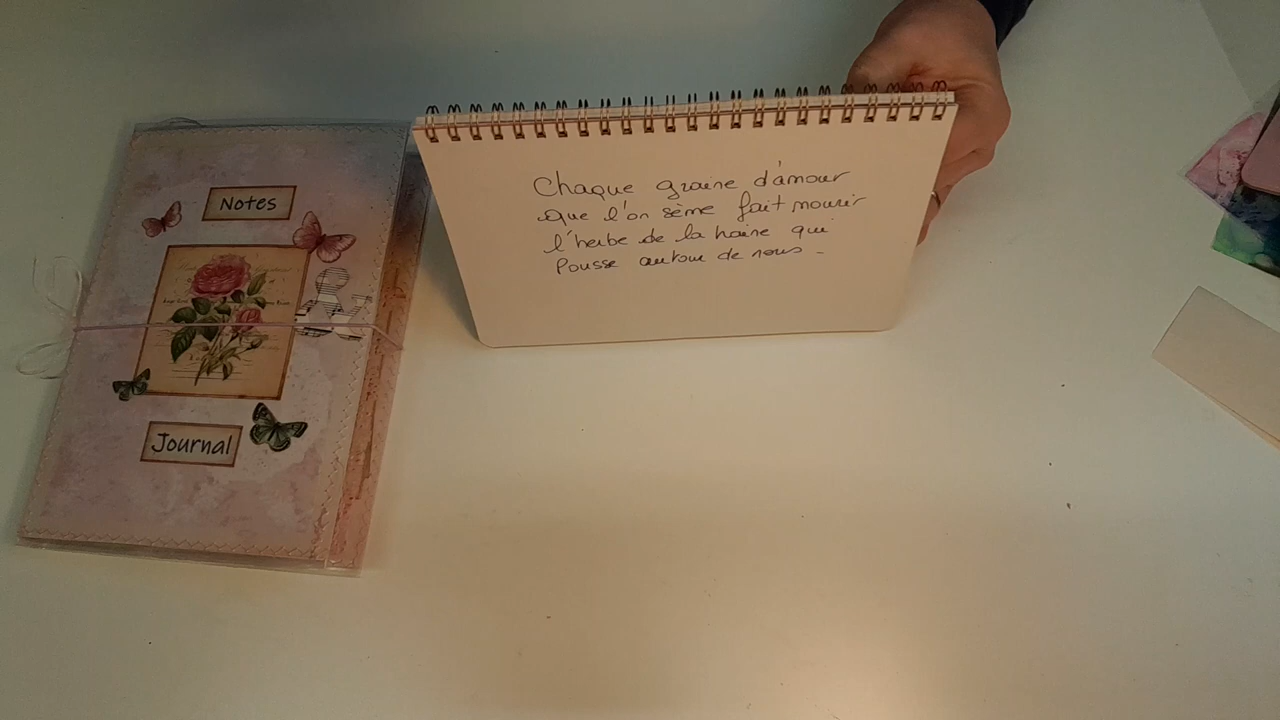 Notes
&
Journal
Chaque graine d'amour
que l'on sème fait mourir
l'herbe de la haine qui
Pousse autour de nous.